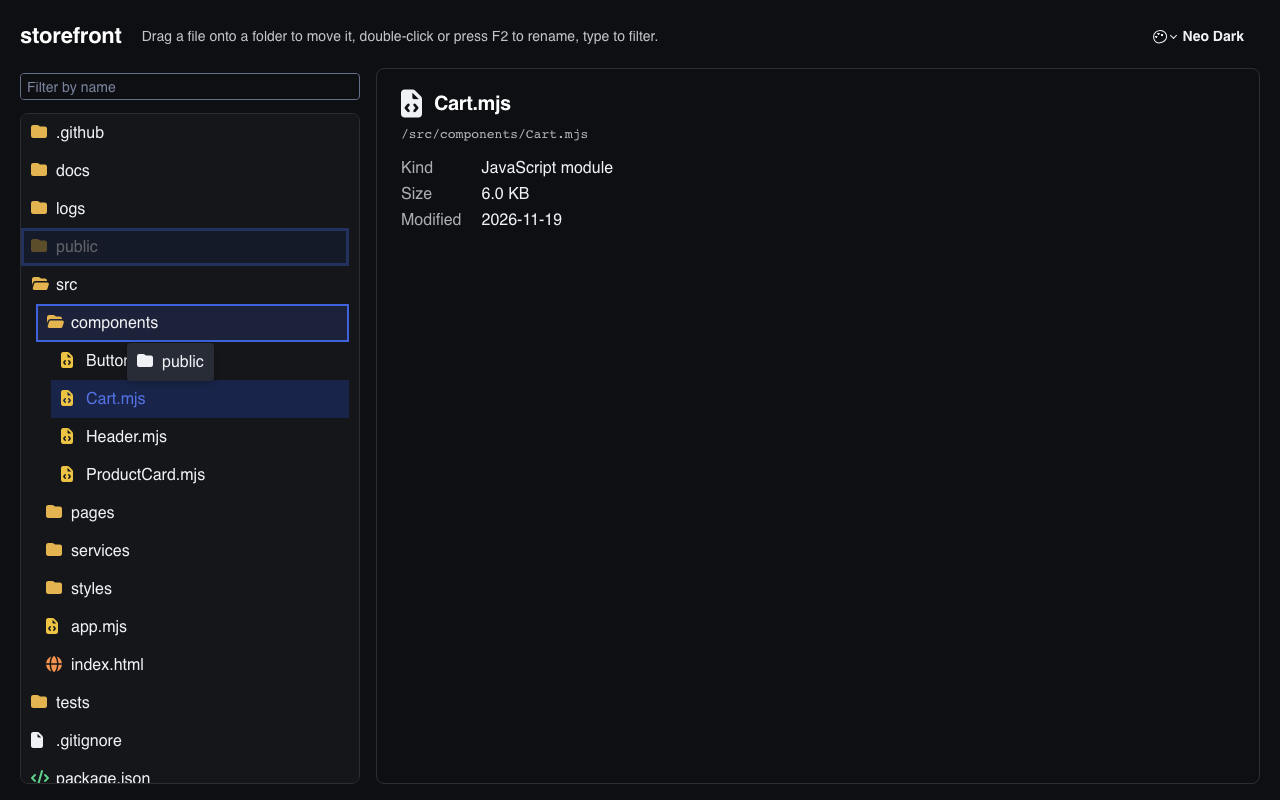 storefront
Drag a file onto a folder to move it, double-click or press F2 to rename, type to filter.
Neo Dark
Filter by name
.github
docs
logs
public
src
components
Button
public
Cart.mjs
Header.mjs
ProductCard.mjs
pages
services
styles
app.mjs
index.html
tests
.gitignore
package.json
Cart.mjs
/src/components/Cart.mjs
Kind JavaScript module
Size 6.0 KB
Modified 2026-11-19